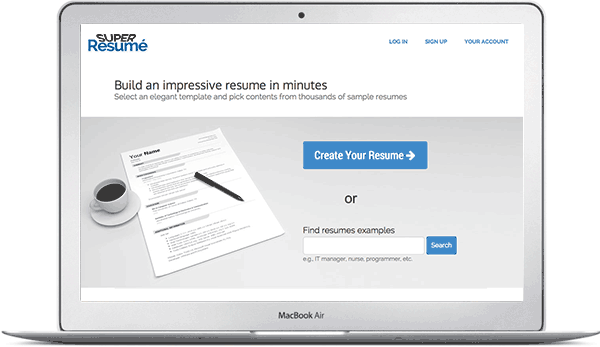 SUPER
Résumé
LOG IN
SIGN UP
YOUR ACCOUNT
Build an impressive resume in minutes
Select an elegant template and pick contents from thousands of sample resumes
Your Name
Create Your Resume
or
Find resumes examples
Search
e.g., IT manager, nurse, programmer, etc.
MacBook Air